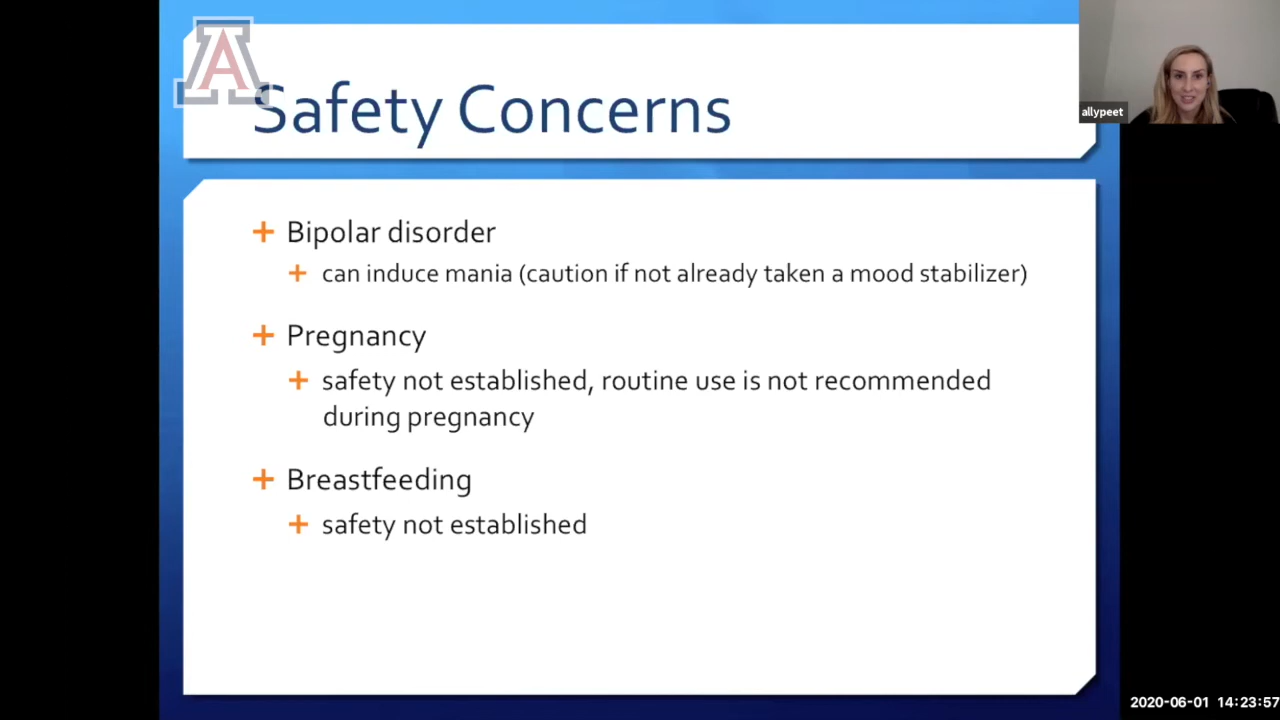 A
Safety Concerns
allypeet
Bipolar disorder
can induce mania (caution if not already taken a mood stabilizer)
Pregnancy
safety not established, routine use is not recommended
during pregnancy
Breastfeeding
safety not established
2020-06-01 14:23:57